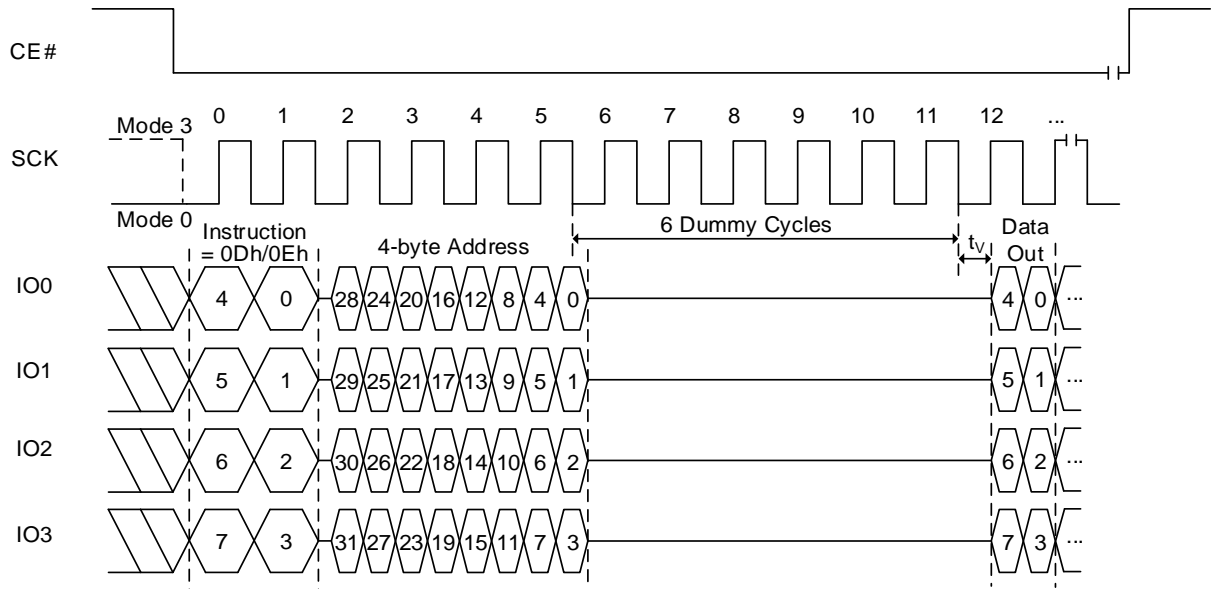 CE#
0 1 2 3 4 5 6 7 8 9 10 11 12 ...
Mode 3
SCK
Mode 0
Instruction
= 0Dh/0Eh
4-byte Address
6 Dummy Cycles
tV
Data
Out
IO0 4 0 28 24 20 16 12 8 4 0 4 0 ...
IO1 5 1 29 25 21 17 13 9 5 1 5 1 ...
IO2 6 2 30 26 22 18 14 10 6 2 6 2 ...
IO3 7 3 31 27 23 19 15 11 7 3 7 3 ...